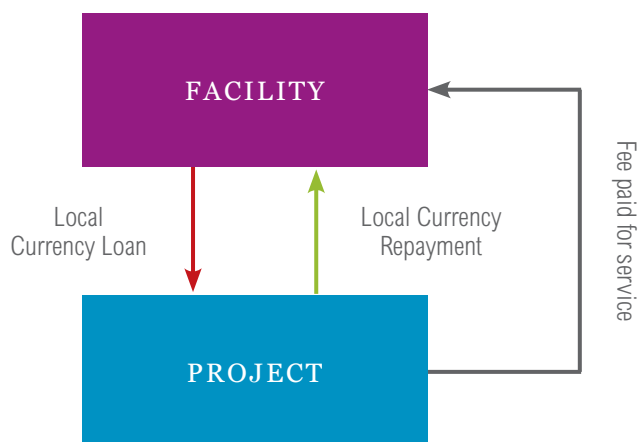 FACILITY
Local
Currency Loan
Local Currency
Repayment
Fee paid for service
PROJECT